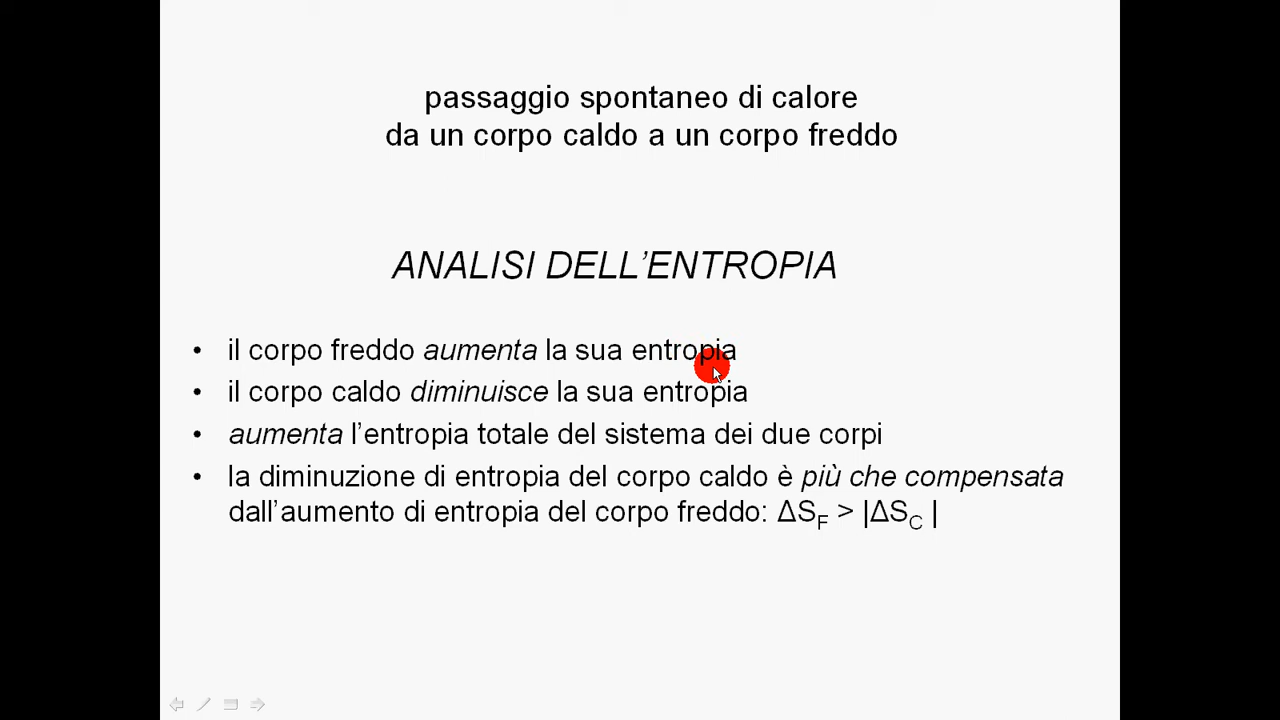 passaggio spontaneo di calore
da un corpo caldo a un corpo freddo
ANALISI DELL’ENTROPIA
• il corpo freddo aumenta la sua entropia
• il corpo caldo diminuisce la sua entropia
• aumenta l’entropia totale del sistema dei due corpi
• la diminuzione di entropia del corpo caldo è più che compensata
dall’aumento di entropia del corpo freddo: ΔS_F > |ΔS_C |